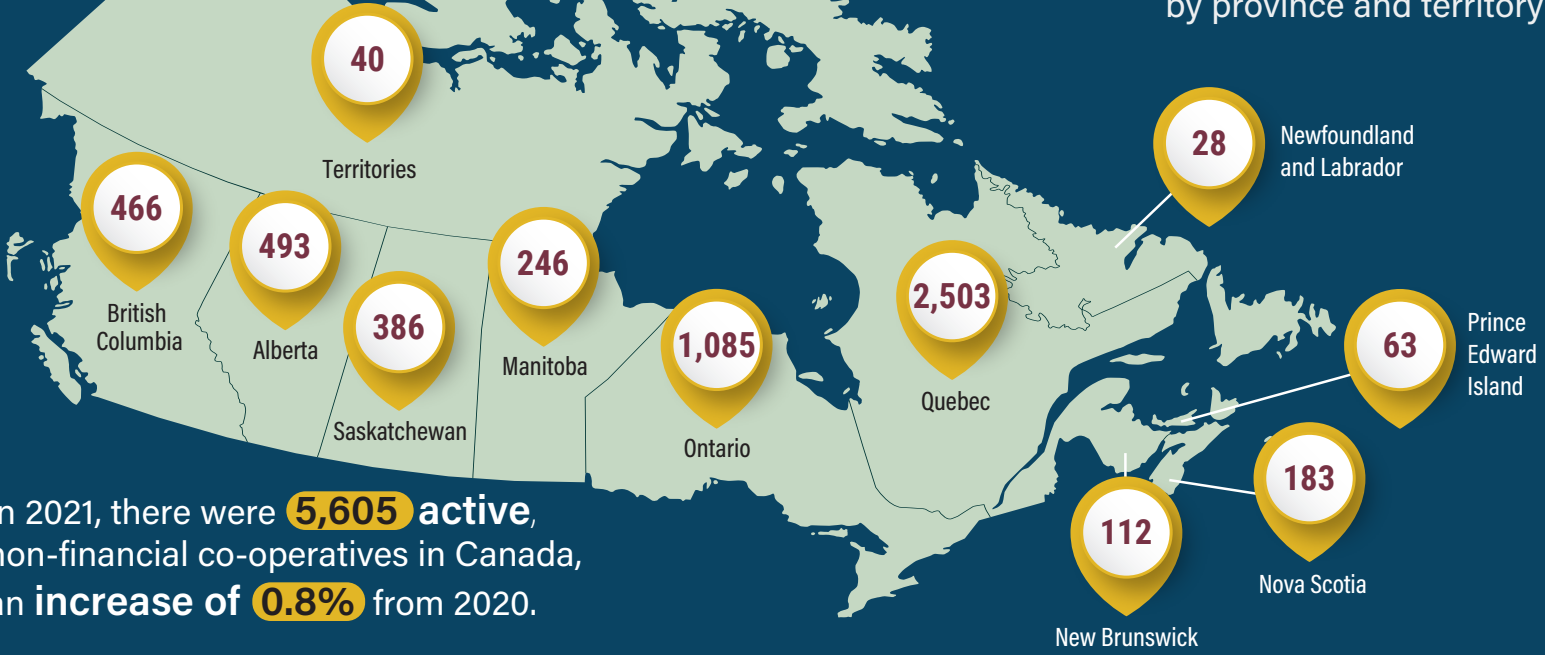 by province and territory
40
Territories
28
Newfoundland
and Labrador
466
British
Columbia
493
Alberta
386
Saskatchewan
246
Manitoba
1,085
Ontario
2,503
Quebec
63
Prince
Edward
Island
183
Nova Scotia
112
New Brunswick
n 2021, there were 5,605 active,
non-financial co-operatives in Canada,
an increase of 0.8% from 2020.